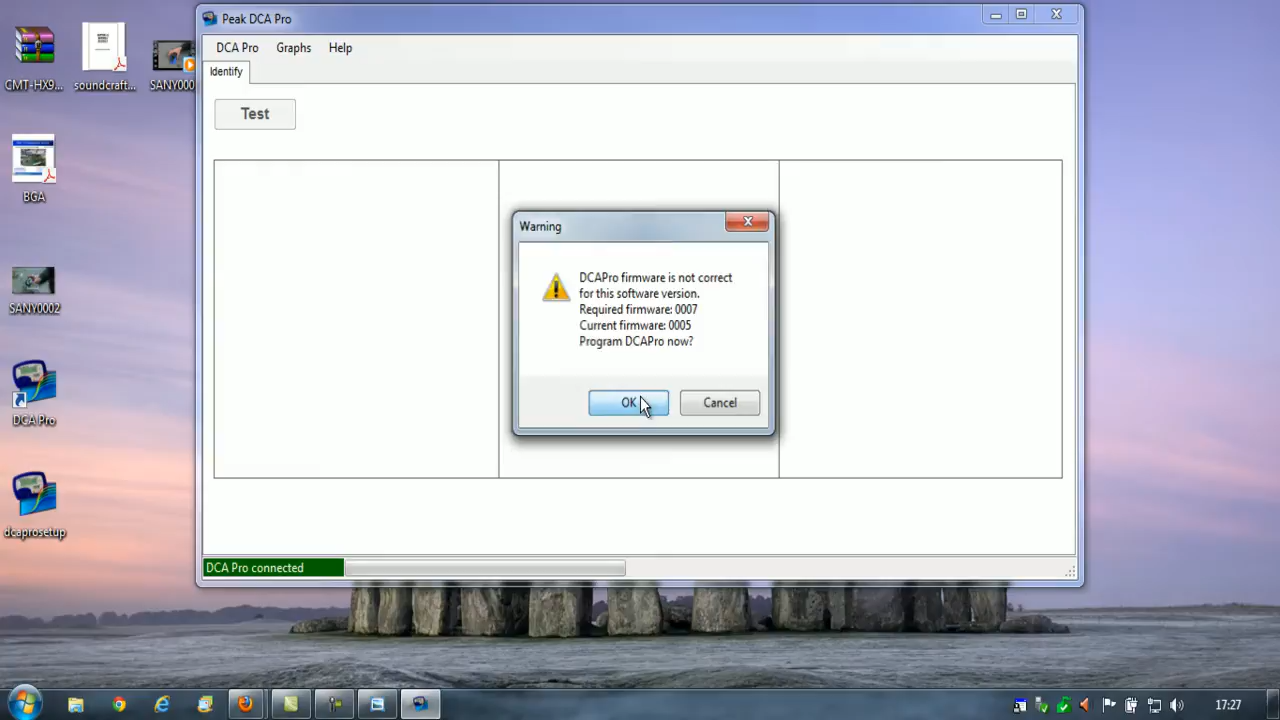 Peak DCA Pro
DCA Pro Graphs Help
Identify
Test
Warning
DCAPro firmware is not correct
for this software version.
Required firmware: 0007
Current firmware: 0005
Program DCAPro now?
OK
Cancel
DCA Pro connected
CMT-HX9...
soundcraft...
SANY000
BGA
SANY0002
DCA Pro
dcaprosetup
17:27